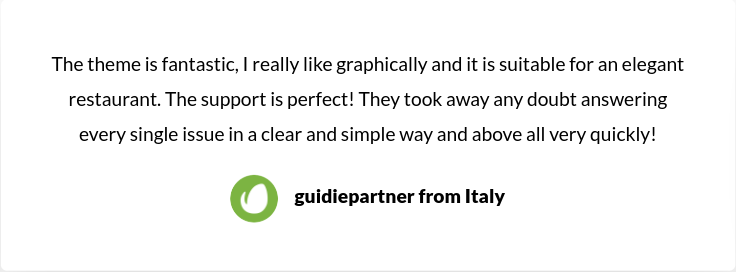 The theme is fantastic, I really like graphically and it is suitable for an elegant
restaurant. The support is perfect! They took away any doubt answering
every single issue in a clear and simple way and above all very quickly!
guidiepartner from Italy